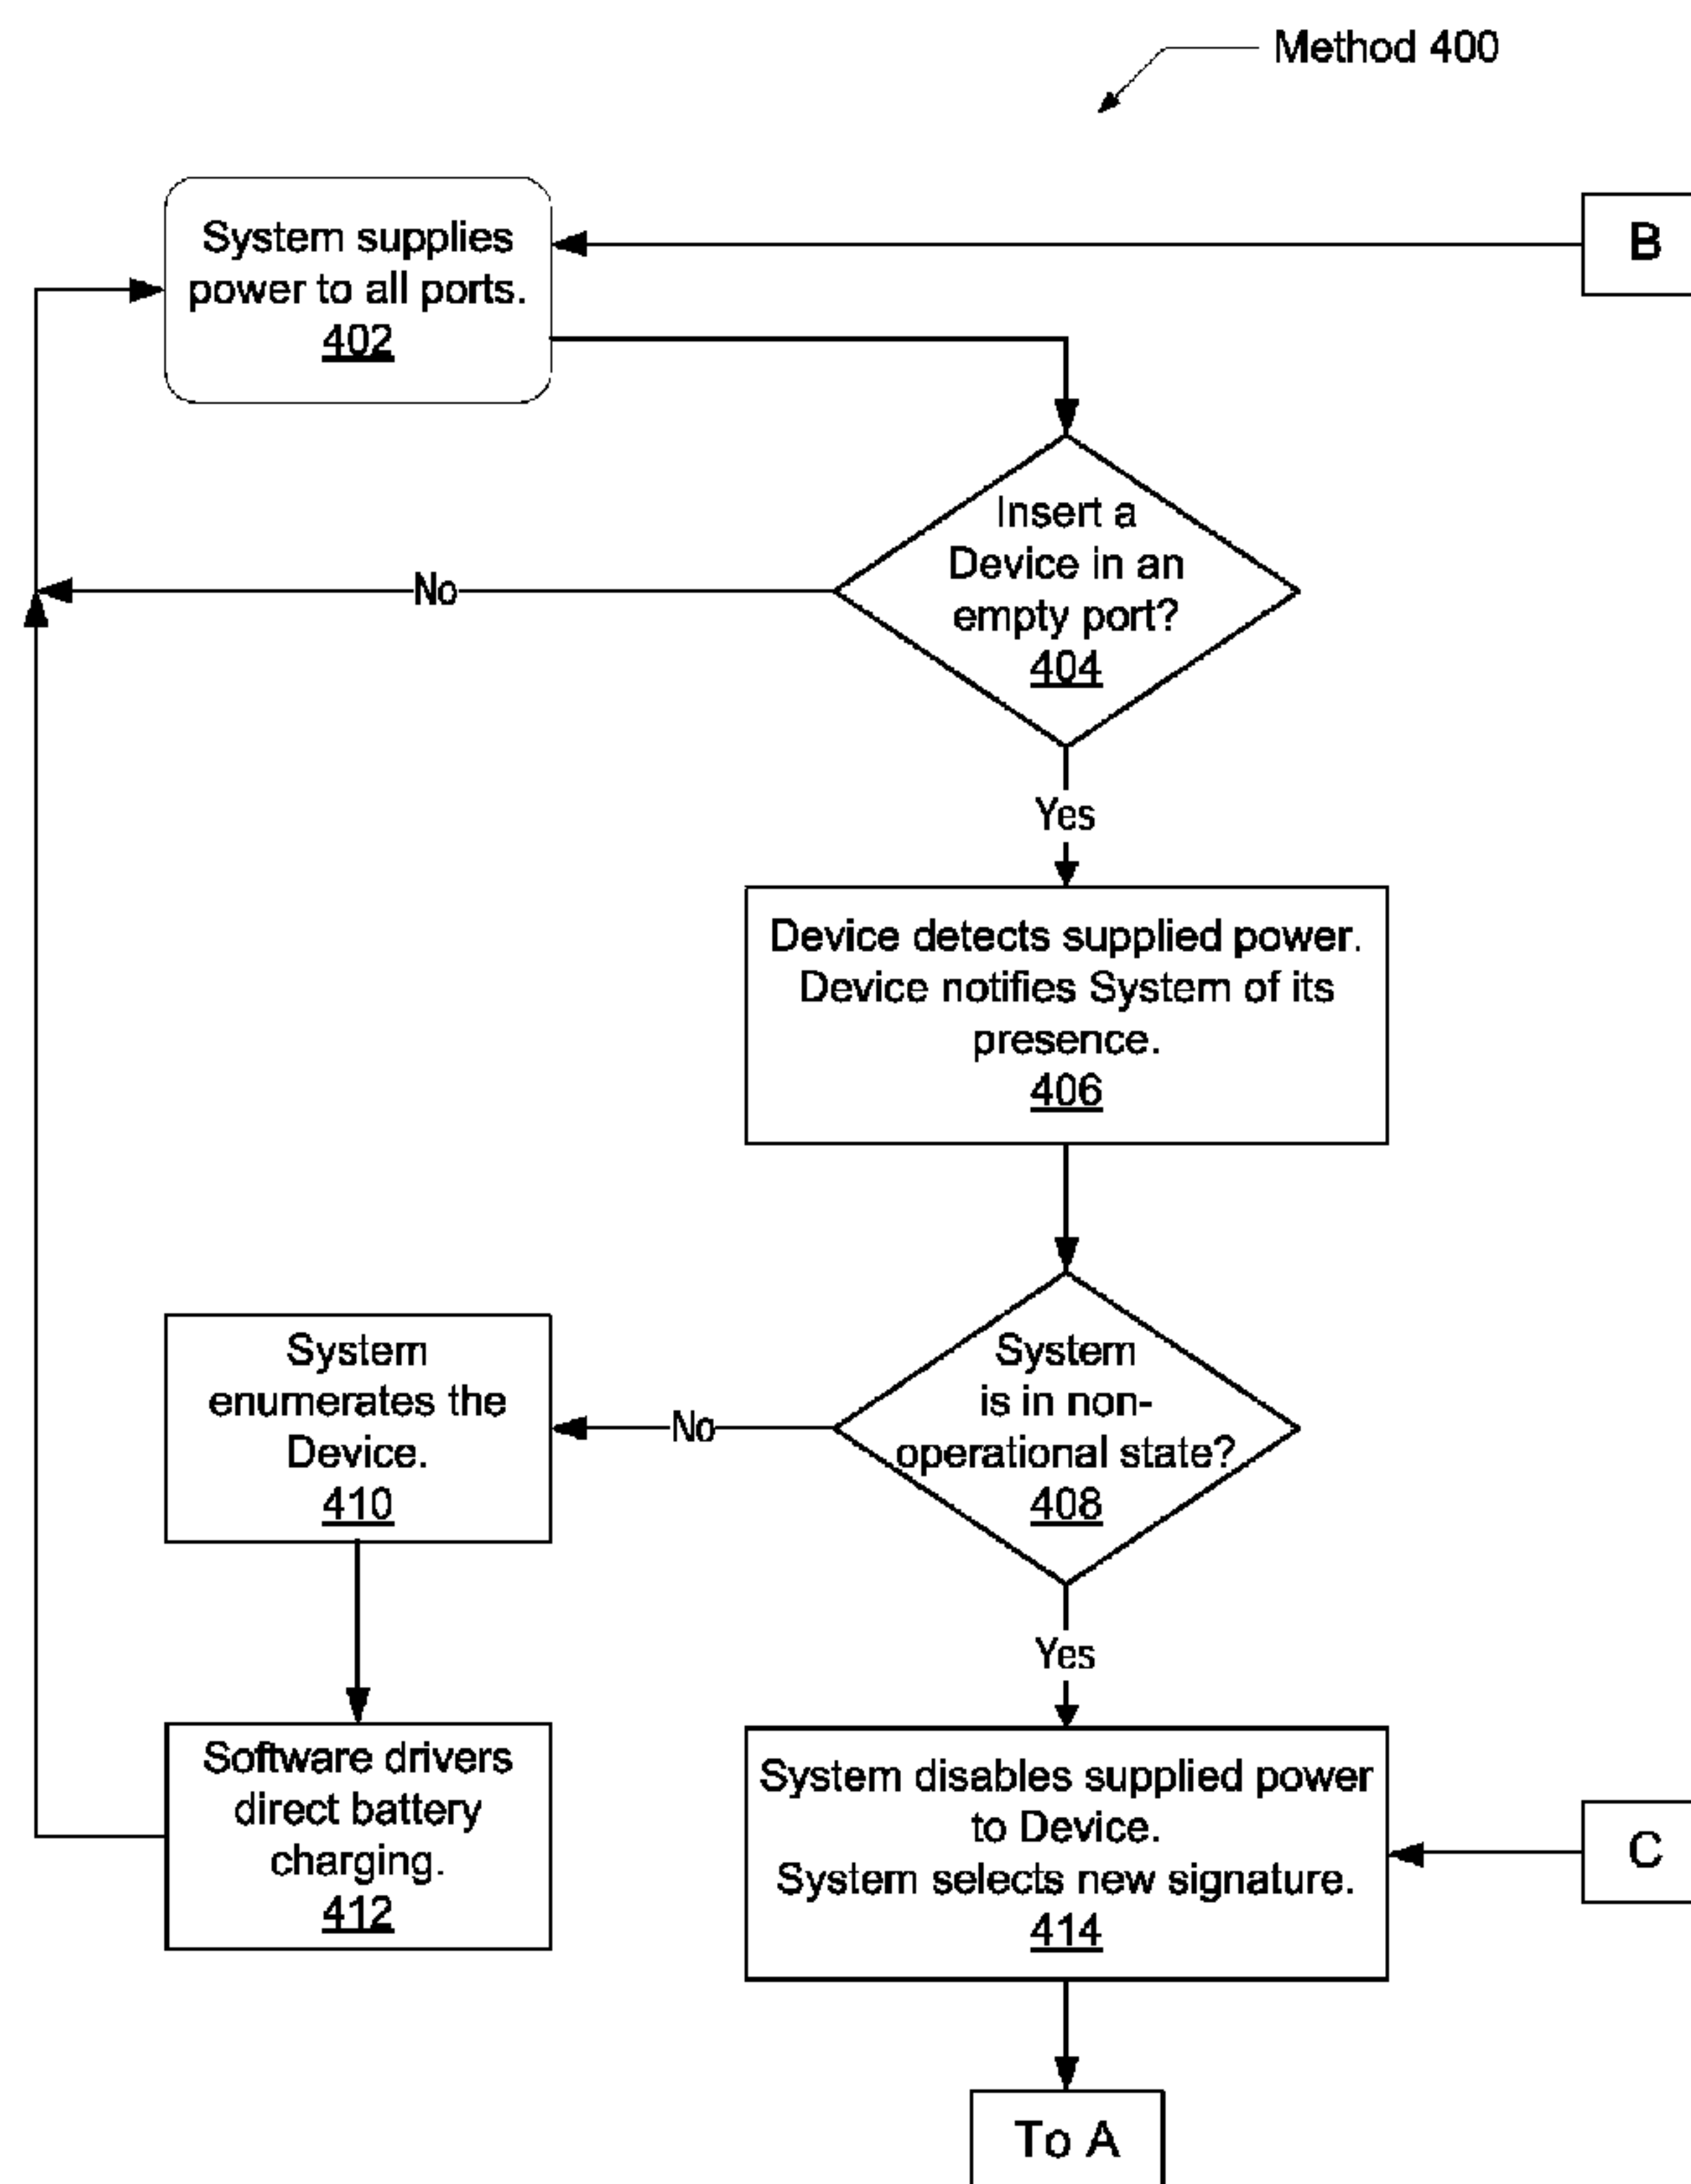 Method 400
System supplies
power to all ports.
402
B
Insert a
Device in an
empty port?
404
No
Yes
Device detects supplied power.
Device notifies System of its
presence.
406
System
is in non-
operational state?
408
No
System
enumerates the
Device.
410
Yes
Software drivers
direct battery
charging.
412
System disables supplied power
to Device.
System selects new signature.
414
C
To A